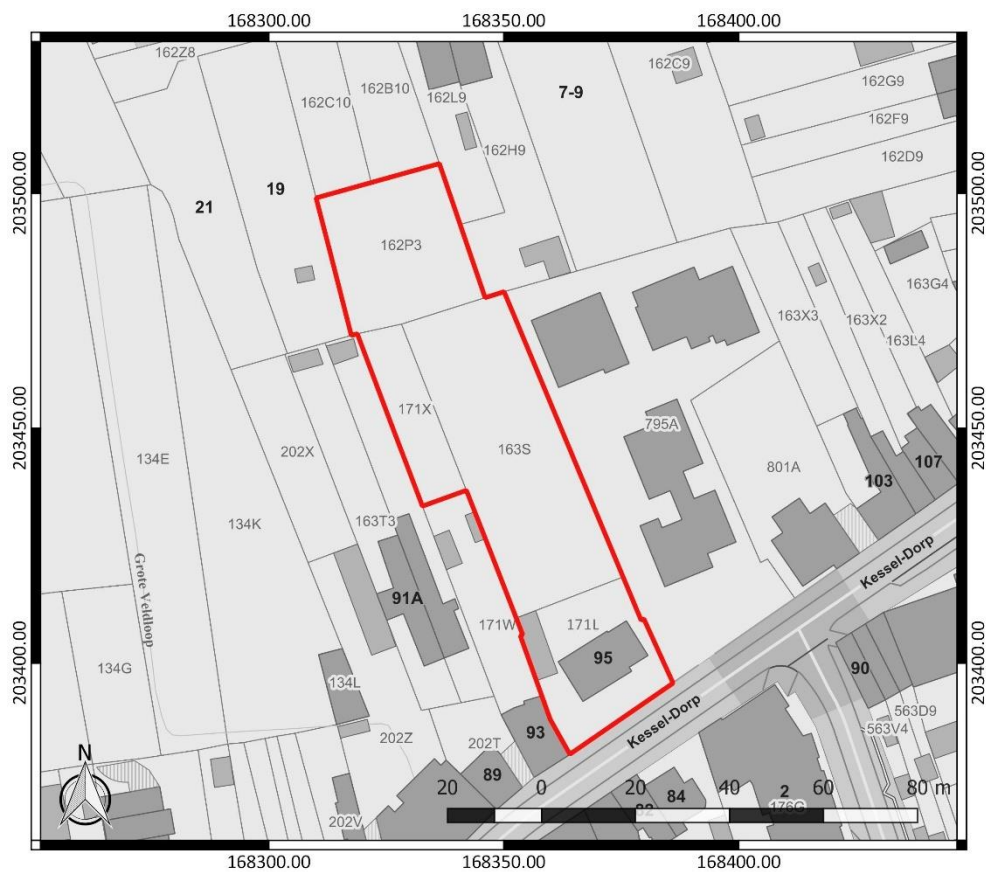 168300.00 168350.00 168400.00
162Z8
162C10
162B10
162L9
7-9
162C9
162G9
162F9
162D9
162H9
203500.00
203500.00
21
19
162P3
163G4
163X3
163X2
163L4
203450.00
203450.00
171X
163S
795A
801A
103
107
134E
202X
134K
163T3
Kessel-Dorp
Grote Veldloop
91A
171W
171L
95
90
203400.00
203400.00
134G
134L
563D9
563V4
Kessel-Dorp
202Z
202T
93
89
N
84
82
2
176G
202V
20 0 20 40 60 80 m
168300.00 168350.00 168400.00